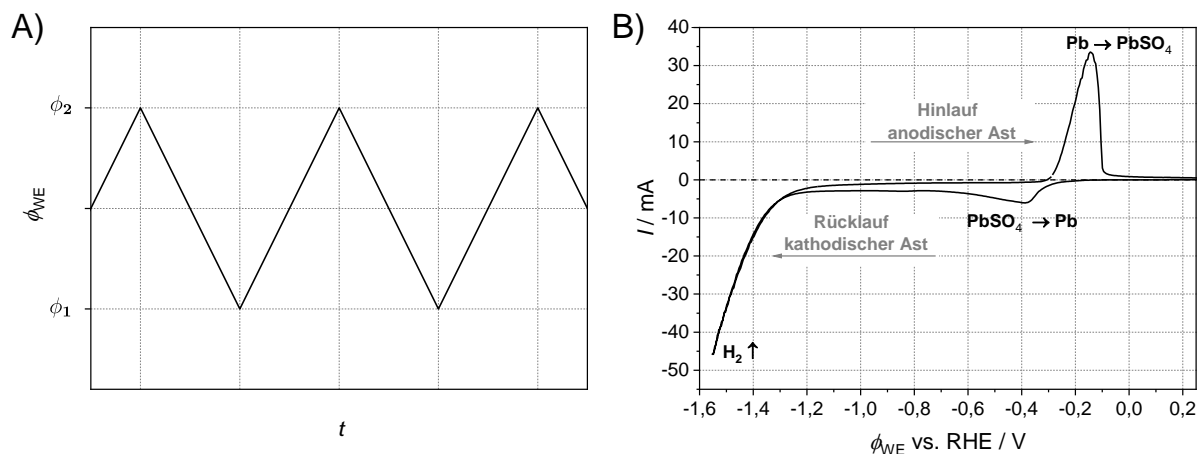 A)
ϕ2
ϕWE
ϕ1
t
B)
Pb → PbSO4
40
30
20
10
0
-10
-20
-30
-40
-50
I / mA
Hinlauf
anodischer Ast
PbSO4 → Pb
Rücklauf
kathodischer Ast
H2 ↑
-1,6 -1,4 -1,2 -1,0 -0,8 -0,6 -0,4 -0,2 0,0 0,2
ϕWE vs. RHE / V